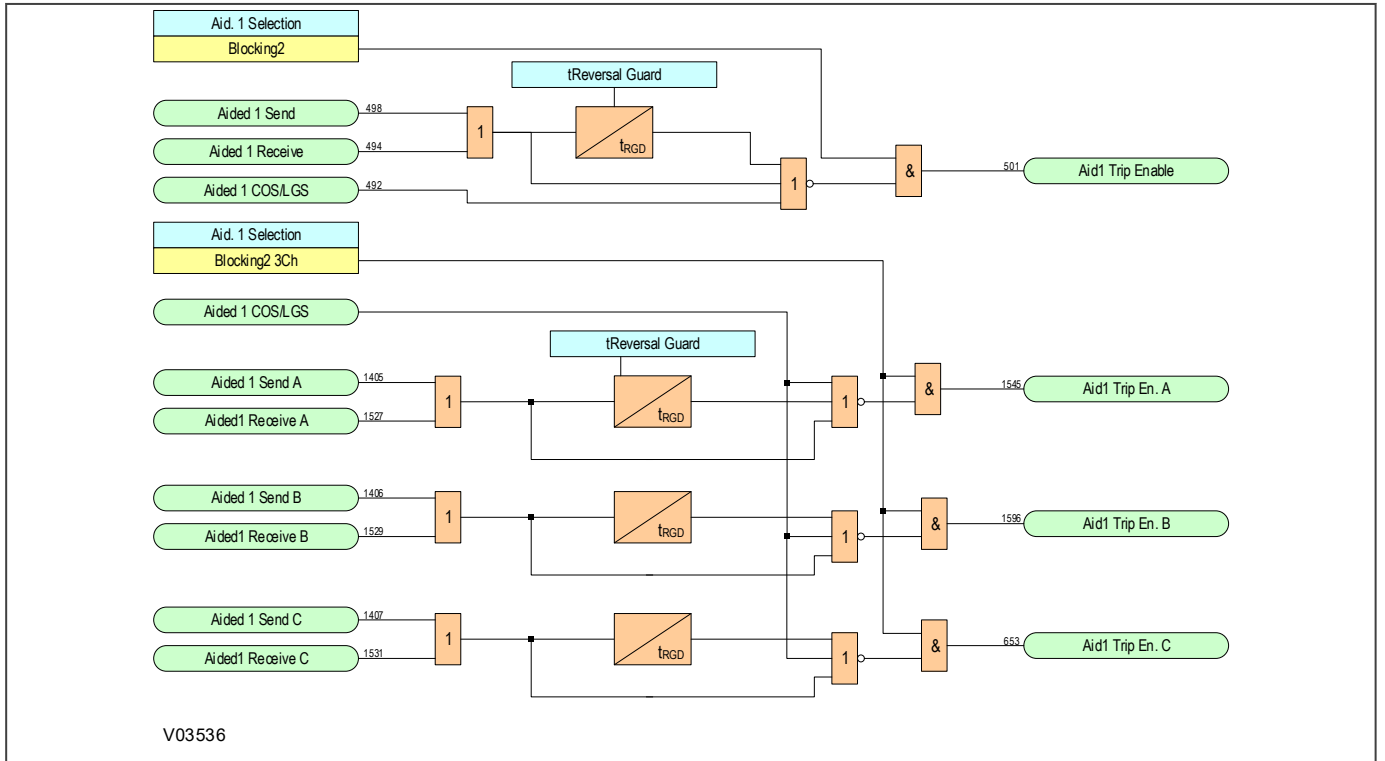 Aid. 1 Selection
Blocking2
tReversal Guard
Aided 1 Send
498
1
tRGD
Aided 1 Receive
494
1
&
501
Aid1 Trip Enable
Aided 1 COS/LGS
492
Aid. 1 Selection
Blocking2 3Ch
Aided 1 COS/LGS
tReversal Guard
Aided 1 Send A
1405
1
tRGD
1
&
1545
Aid1 Trip En. A
Aided1 Receive A
1527
Aided 1 Send B
1406
1
tRGD
1
&
1596
Aid1 Trip En. B
Aided1 Receive B
1529
Aided 1 Send C
1407
1
tRGD
1
&
653
Aid1 Trip En. C
Aided1 Receive C
1531
V03536